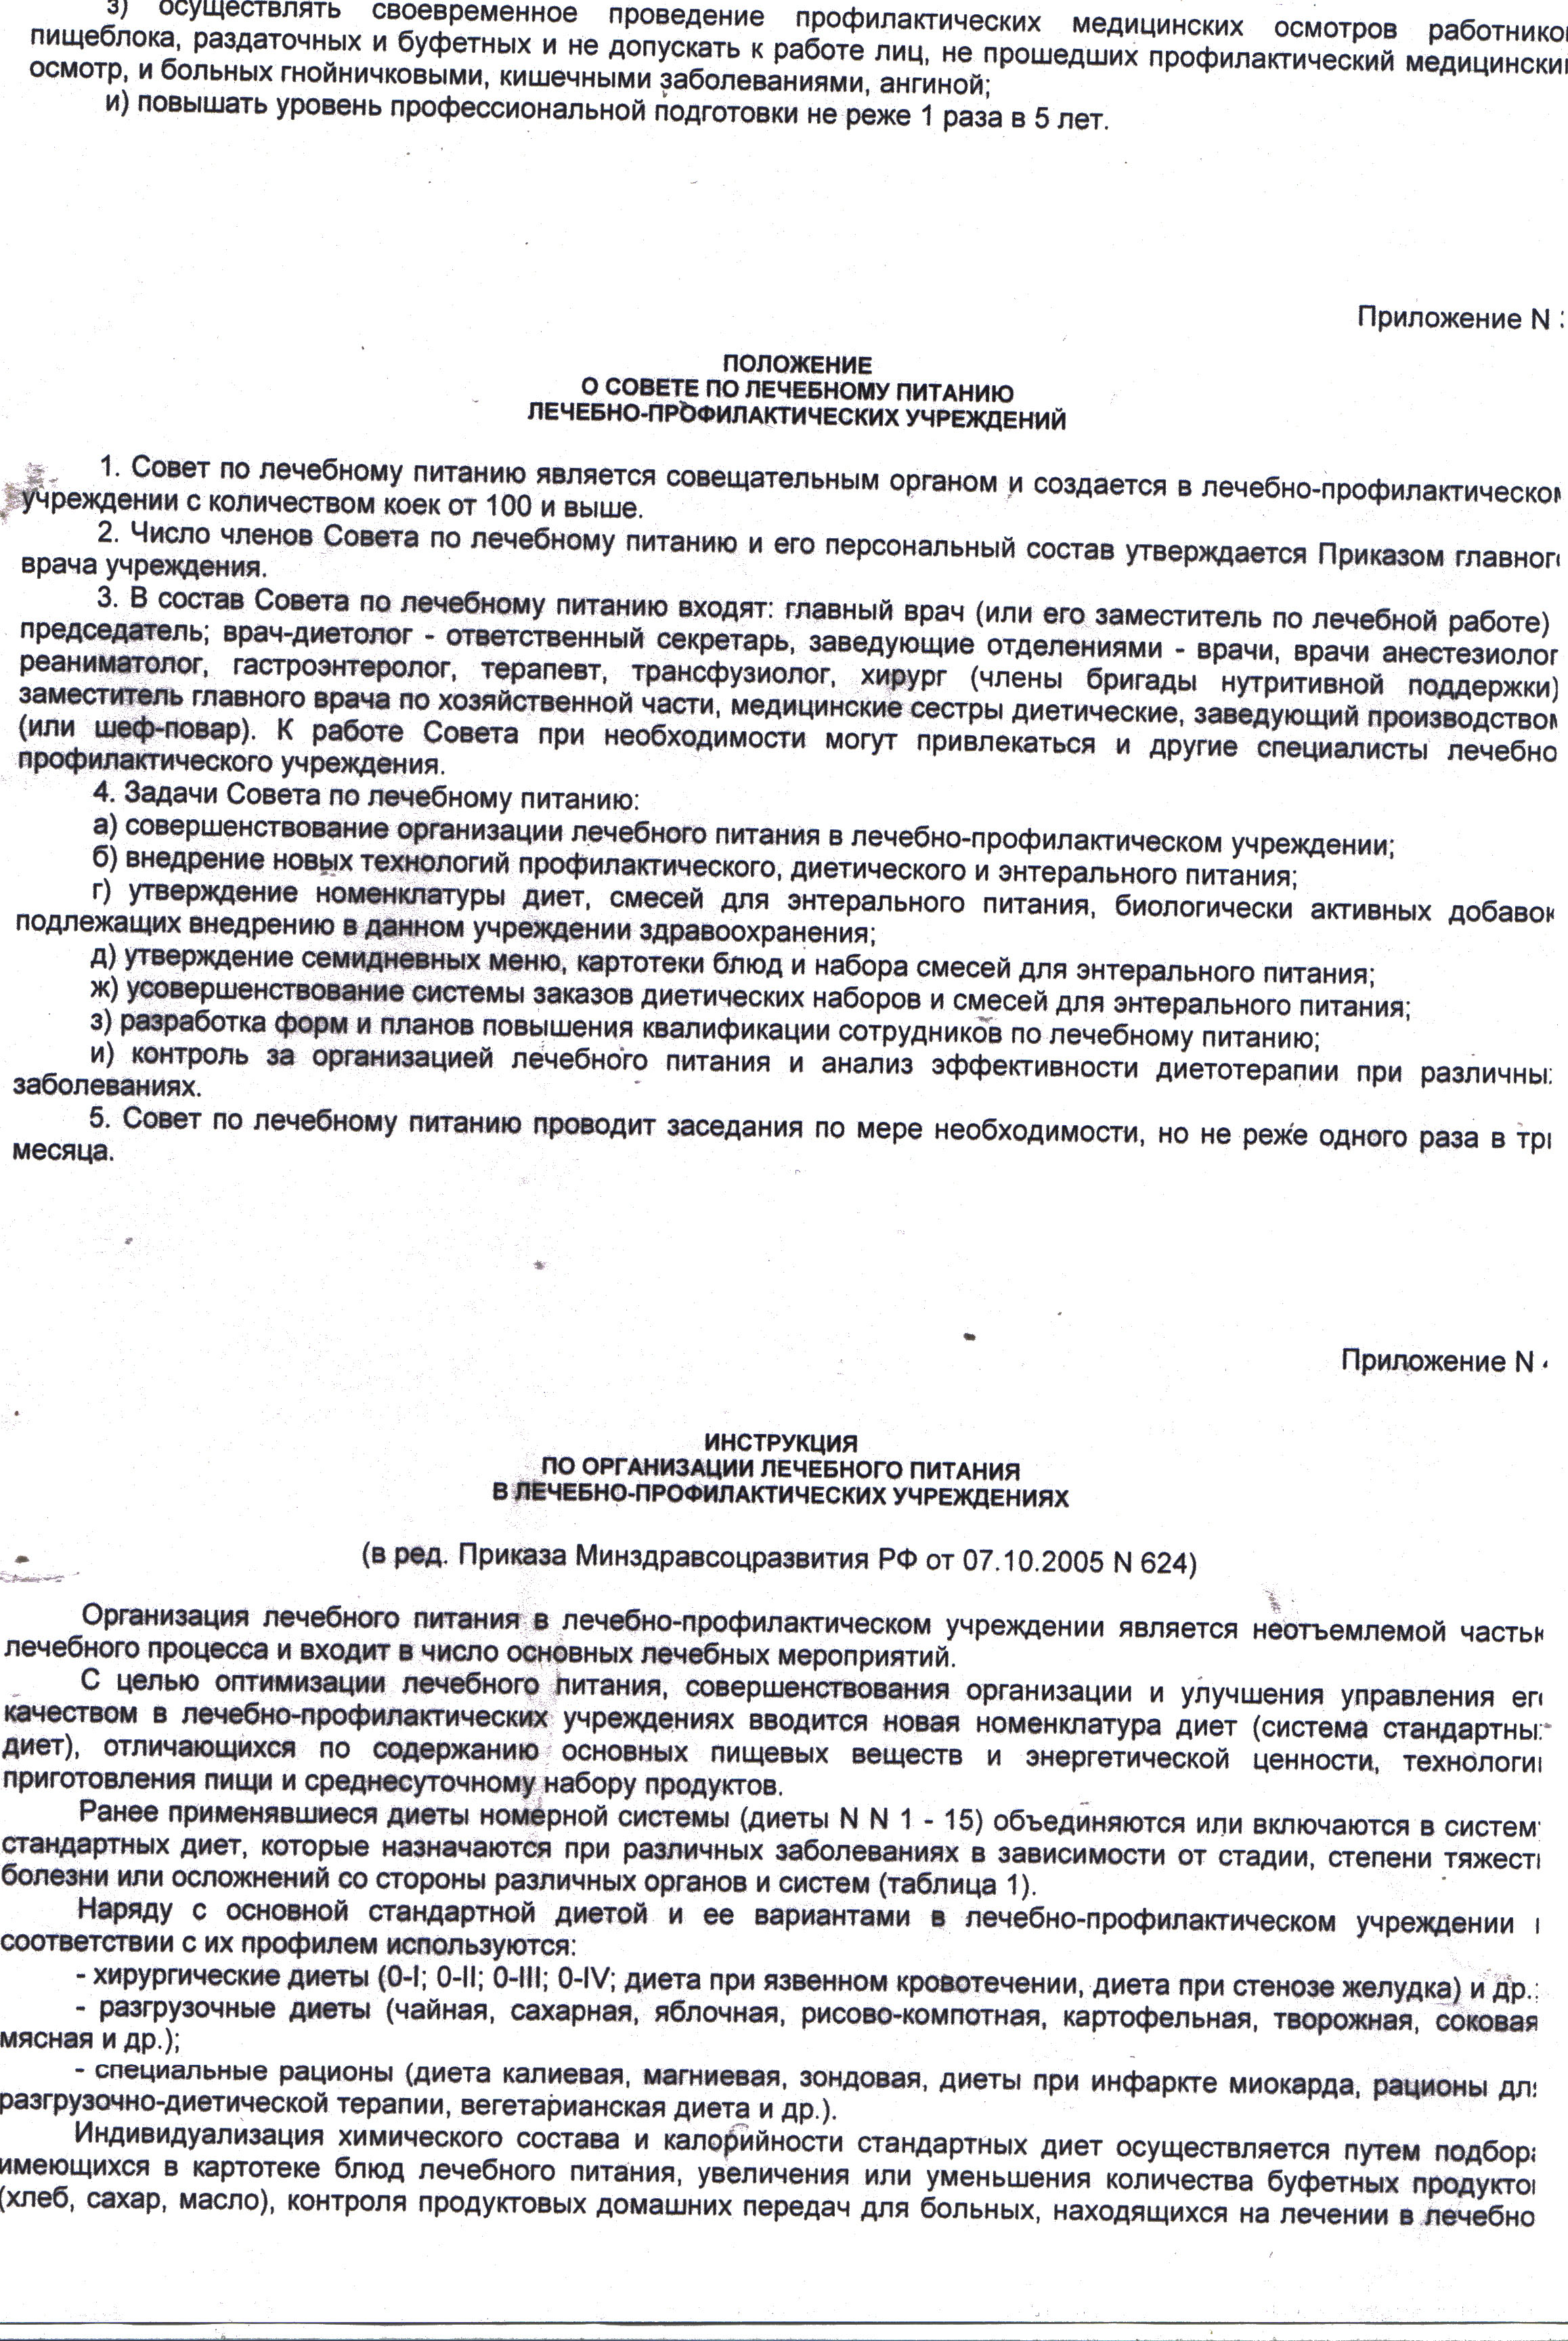 з) осуществлять своевременное проведение профилактических медицинских осмотров работнико
пищеблока, раздаточных и буфетных и не допускать к работе лиц, не прошедших профилактический медицински
осмотр, и больных гнойничковыми, кишечными заболеваниями, ангиной;
и) повышать уровень профессиональной подготовки не реже 1 раза в 5 лет.
Приложение N
ПОЛОЖЕНИЕ
О СОВЕТЕ ПО ЛЕЧЕБНОМУ ПИТАНИЮ
ЛЕЧЕБНО-ПРОФИЛАКТИЧЕСКИХ УЧРЕЖДЕНИЙ
1. Совет по лечебному питанию является совещательным органом и создается в лечебно-профилактическо
учреждении с количеством коек от 100 и выше.
2. Число членов Совета по лечебному питанию и его персональный состав утверждается Приказом главног
врача учреждения.
3. В состав Совета по лечебному питанию входят: главный врач (или его заместитель по лечебной работе)
председатель; врач-диетолог - ответственный секретарь, заведующие отделениями - врачи, врачи анестезиолог
реаниматолог, гастроэнтеролог, терапевт, трансфузиолог, хирург (члены бригады нутритивной поддержки)
заместитель главного врача по хозяйственной части, медицинские сестры диетические, заведующий производство
(или шеф-повар). К работе Совета при необходимости могут привлекаться и другие специалисты лечебно
профилактического учреждения.
4. Задачи Совета по лечебному питанию:
а) совершенствование организации лечебного питания в лечебно-профилактическом учреждении;
б) внедрение новых технологий профилактического, диетического и энтерального питания;
г) утверждение номенклатуры диет, смесей для энтерального питания, биологически активных добавок
подлежащих внедрению в данном учреждении здравоохранения;
д) утверждение семидневных меню, картотеки блюд и набора смесей для энтерального питания;
ж) усовершенствование системы заказов диетических наборов и смесей для энтерального питания;
з) разработка форм и планов повышения квалификации сотрудников по лечебному питанию;
и) контроль за организацией лечебного питания и анализ эффективности диетотерапии при различны
заболеваниях.
5. Совет по лечебному питанию проводит заседания по мере необходимости, но не реже одного раза в тр
месяца.
Приложение N
ИНСТРУКЦИЯ
ПО ОРГАНИЗАЦИИ ЛЕЧЕБНОГО ПИТАНИЯ
В ЛЕЧЕБНО-ПРОФИЛАКТИЧЕСКИХ УЧРЕЖДЕНИЯХ
(в ред. Приказа Минздравсоцразвития РФ от 07.10.2005 N 624)
Организация лечебного питания в лечебно-профилактическом учреждении является неотъемлемой часть
лечебного процесса и входит в число основных лечебных мероприятий.
С целью оптимизации лечебного питания, совершенствования организации и улучшения управления ег
качеством в лечебно-профилактических учреждениях вводится новая номенклатура диет (система стандартны
диет), отличающихся по содержанию основных пищевых веществ и энергетической ценности, технологи
приготовления пищи и среднесуточному набору продуктов.
Ранее применявшиеся диеты номерной системы (диеты N N 1 - 15) объединяются или включаются в систем
стандартных диет, которые назначаются при различных заболеваниях в зависимости от стадии, степени тяжест
болезни или осложнений со стороны различных органов и систем (таблица 1).
Наряду с основной стандартной диетой и ее вариантами в лечебно-профилактическом учреждении
соответствии с их профилем используются:
- хирургические диеты (0-I; 0-II; 0-III; 0-IV; диета при язвенном кровотечении, диета при стенозе желудка) и др.
- разгрузочные диеты (чайная, сахарная, яблочная, рисово-компотная, картофельная, творожная, соковая
мясная и др.);
- специальные рационы (диета калиевая, магниевая, зондовая, диеты при инфаркте миокарда, рационы дл
разгрузочно-диетической терапии, вегетарианская диета и др.).
Индивидуализация химического состава и калорийности стандартных диет осуществляется путем подбор
имеющихся в картотеке блюд лечебного питания, увеличения или уменьшения количества буфетных продукто
(хлеб, сахар, масло), контроля продуктовых домашних передач для больных, находящихся на лечении в лечебно